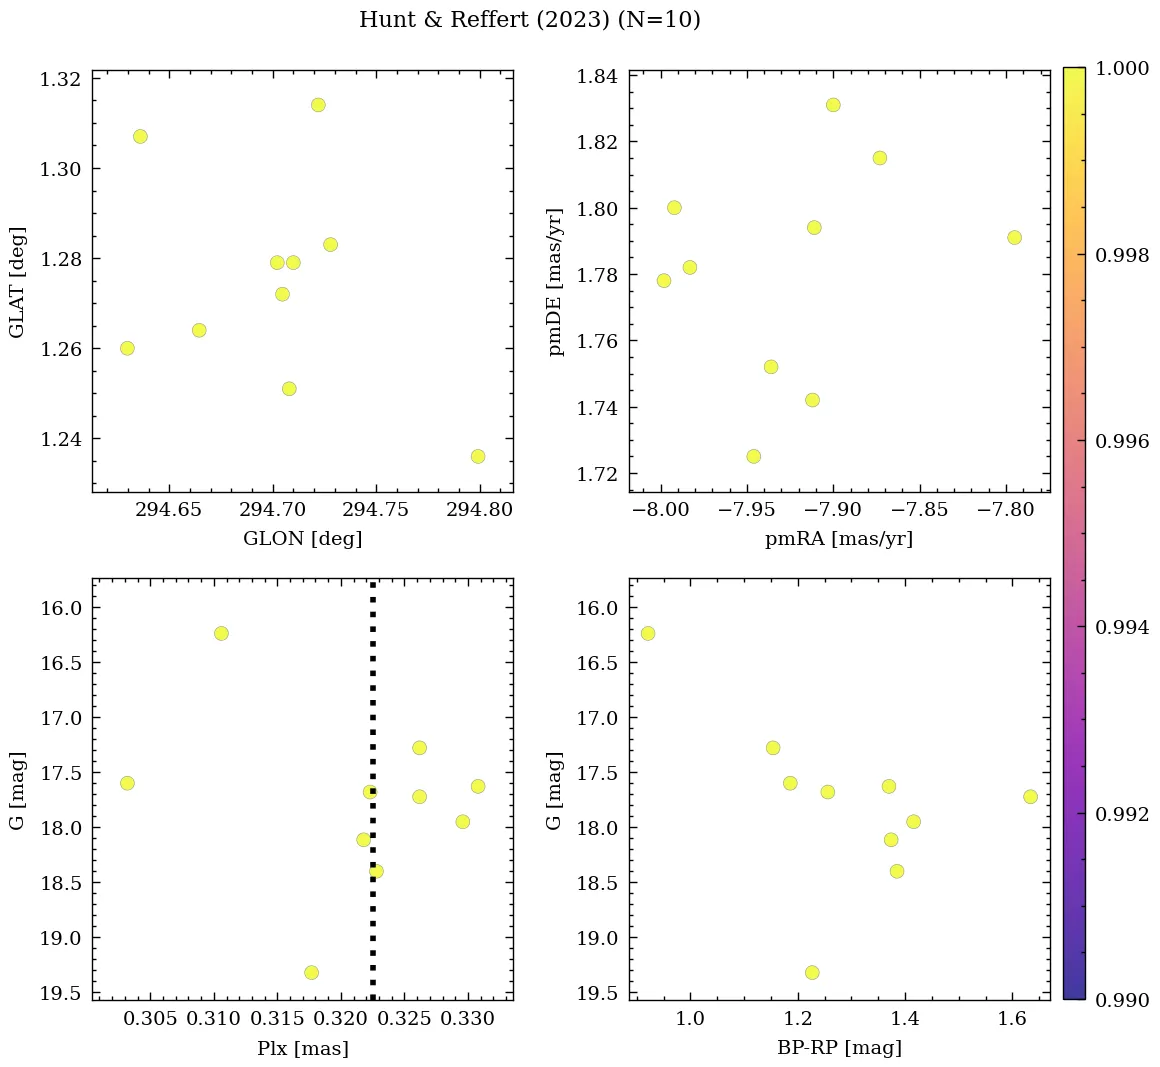 Hunt & Reffert (2023) (N=10)
1.32
1.30
1.28
1.26
1.24
GLAT [deg]
294.65 294.70 294.75 294.80
GLON [deg]
1.84
1.82
1.80
1.78
1.76
1.74
1.72
pmDE [mas/yr]
−8.00 −7.95 −7.90 −7.85 −7.80
pmRA [mas/yr]
16.0
16.5
17.0
17.5
18.0
18.5
19.0
19.5
G [mag]
0.305 0.310 0.315 0.320 0.325 0.330
Plx [mas]
16.0
16.5
17.0
17.5
18.0
18.5
19.0
19.5
G [mag]
1.0 1.2 1.4 1.6
BP-RP [mag]
1.000
0.998
0.996
0.994
0.992
0.990